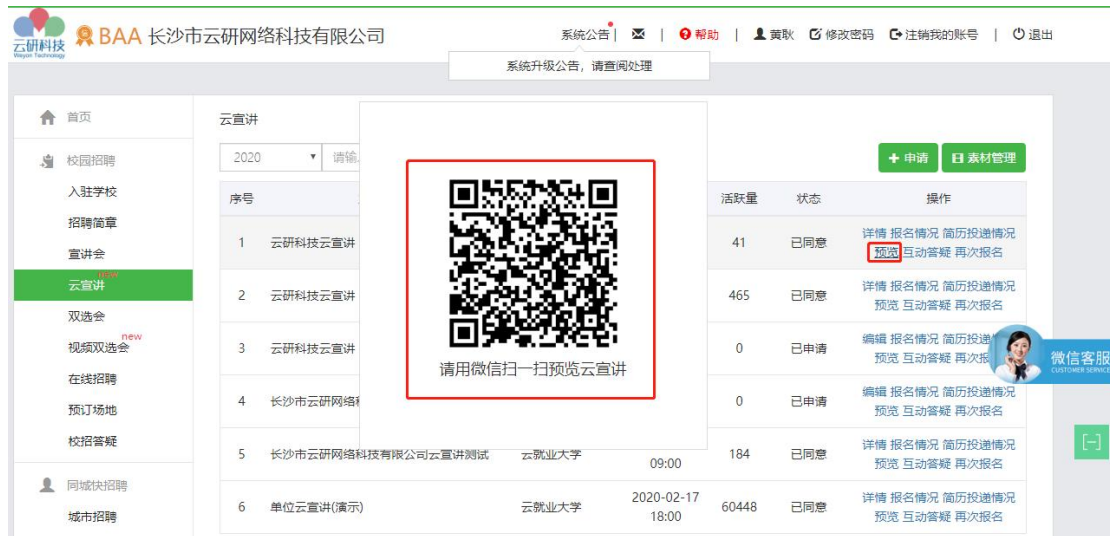 云研科技
Weyan Technology
BAA 长沙市云研网络科技有限公司
系统公告 | | 帮助 | 黄耿 修改密码 注销我的账号 | 退出
系统升级公告，请查阅处理
首页
校园招聘
入驻学校
招聘简章
宣讲会
云宣讲 new
双选会
视频双选会 new
在线招聘
预订场地
校招答疑
同城快招聘
城市招聘
云宣讲
2020 请输
申请 素材管理
序号 活跃量 状态 操作
1 云研科技云宣讲 41 已同意 详情 报名情况 简历投递情况
预览 互动答疑 再次报名
2 云研科技云宣讲 465 已同意 详情 报名情况 简历投递情况
预览 互动答疑 再次报名
3 云研科技云宣讲 0 已申请 编辑 报名情况 简历投递
预览 互动答疑 再次报
4 长沙市云研网络 0 已申请 编辑 报名情况 简历投递情况
预览 互动答疑 再次报名
5 长沙市云研网络科技有限公司云宣讲测试 云就业大学 09:00 184 已同意 详情 报名情况 简历投递情况
预览 互动答疑 再次报名
6 单位云宣讲(演示) 云就业大学 2020-02-17
18:00 60448 已同意 详情 报名情况 简历投递情况
预览 互动答疑 再次报名
请用微信扫一扫预览云宣讲
微信客服
CUSTOMER SERVICE
[-]